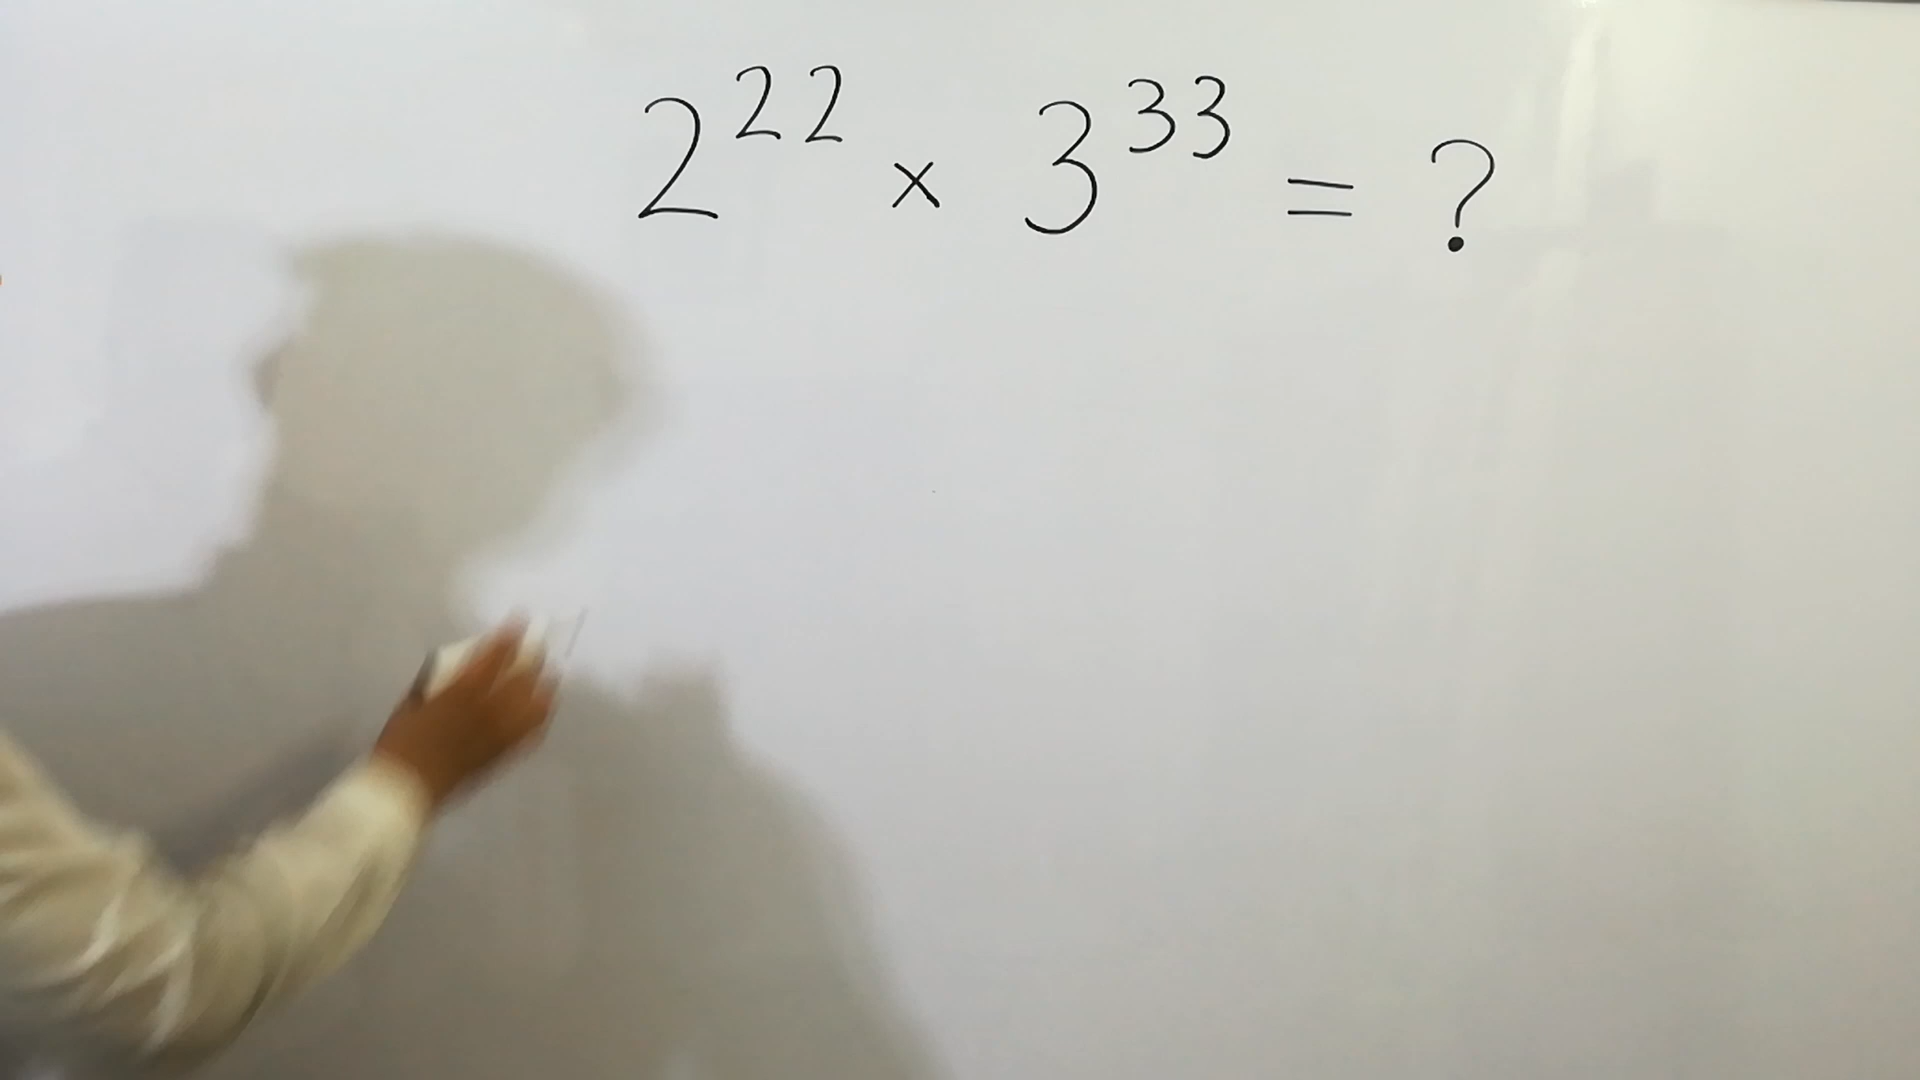 2²² × 3³³ = ?